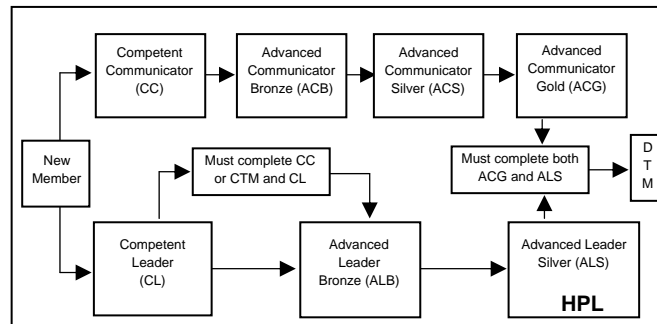 Competent
Communicator
(CC)
Advanced
Communicator
Bronze (ACB)
Advanced
Communicator
Silver (ACS)
Advanced
Communicator
Gold (ACG)
New
Member
Must complete CC
or CTM and CL
Must complete both
ACG and ALS
D
T
M
Competent
Leader
(CL)
Advanced
Leader
Bronze (ALB)
Advanced Leader
Silver (ALS)
HPL